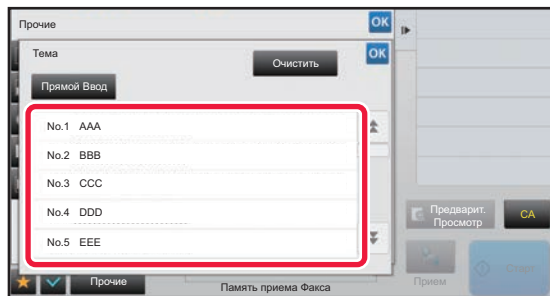 Прочие
OK
Тема
OK
Очистить
Прямой Ввод
No.1 AAA
No.2 BBB
No.3 CCC
No.4 DDD
No.5 EEE
Предварит.
Просмотр
CA
Прием
Старт
Прочие
Память приема Факса